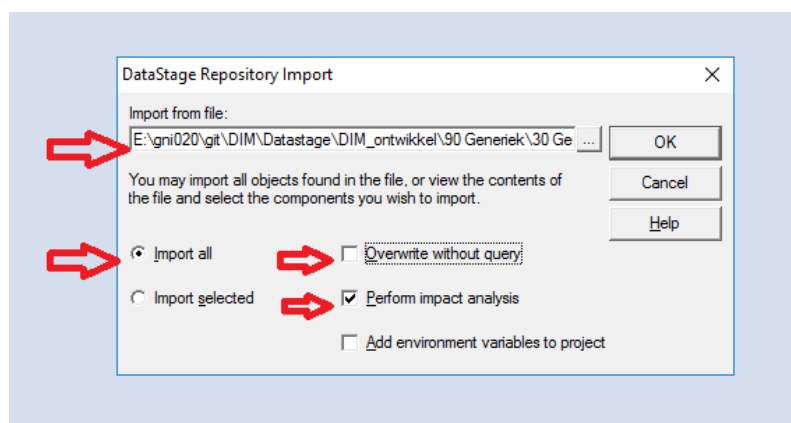 DataStage Repository Import
Import from file:
E:\gni020\git\DIM\Datastage\DIM_ontwikkel\90 Generiek\30 Ge ...
OK
You may import all objects found in the file, or view the contents of
the file and select the components you wish to import.
Cancel
Help
Import all
Overwrite without query
Import selected
Perform impact analysis
Add environment variables to project